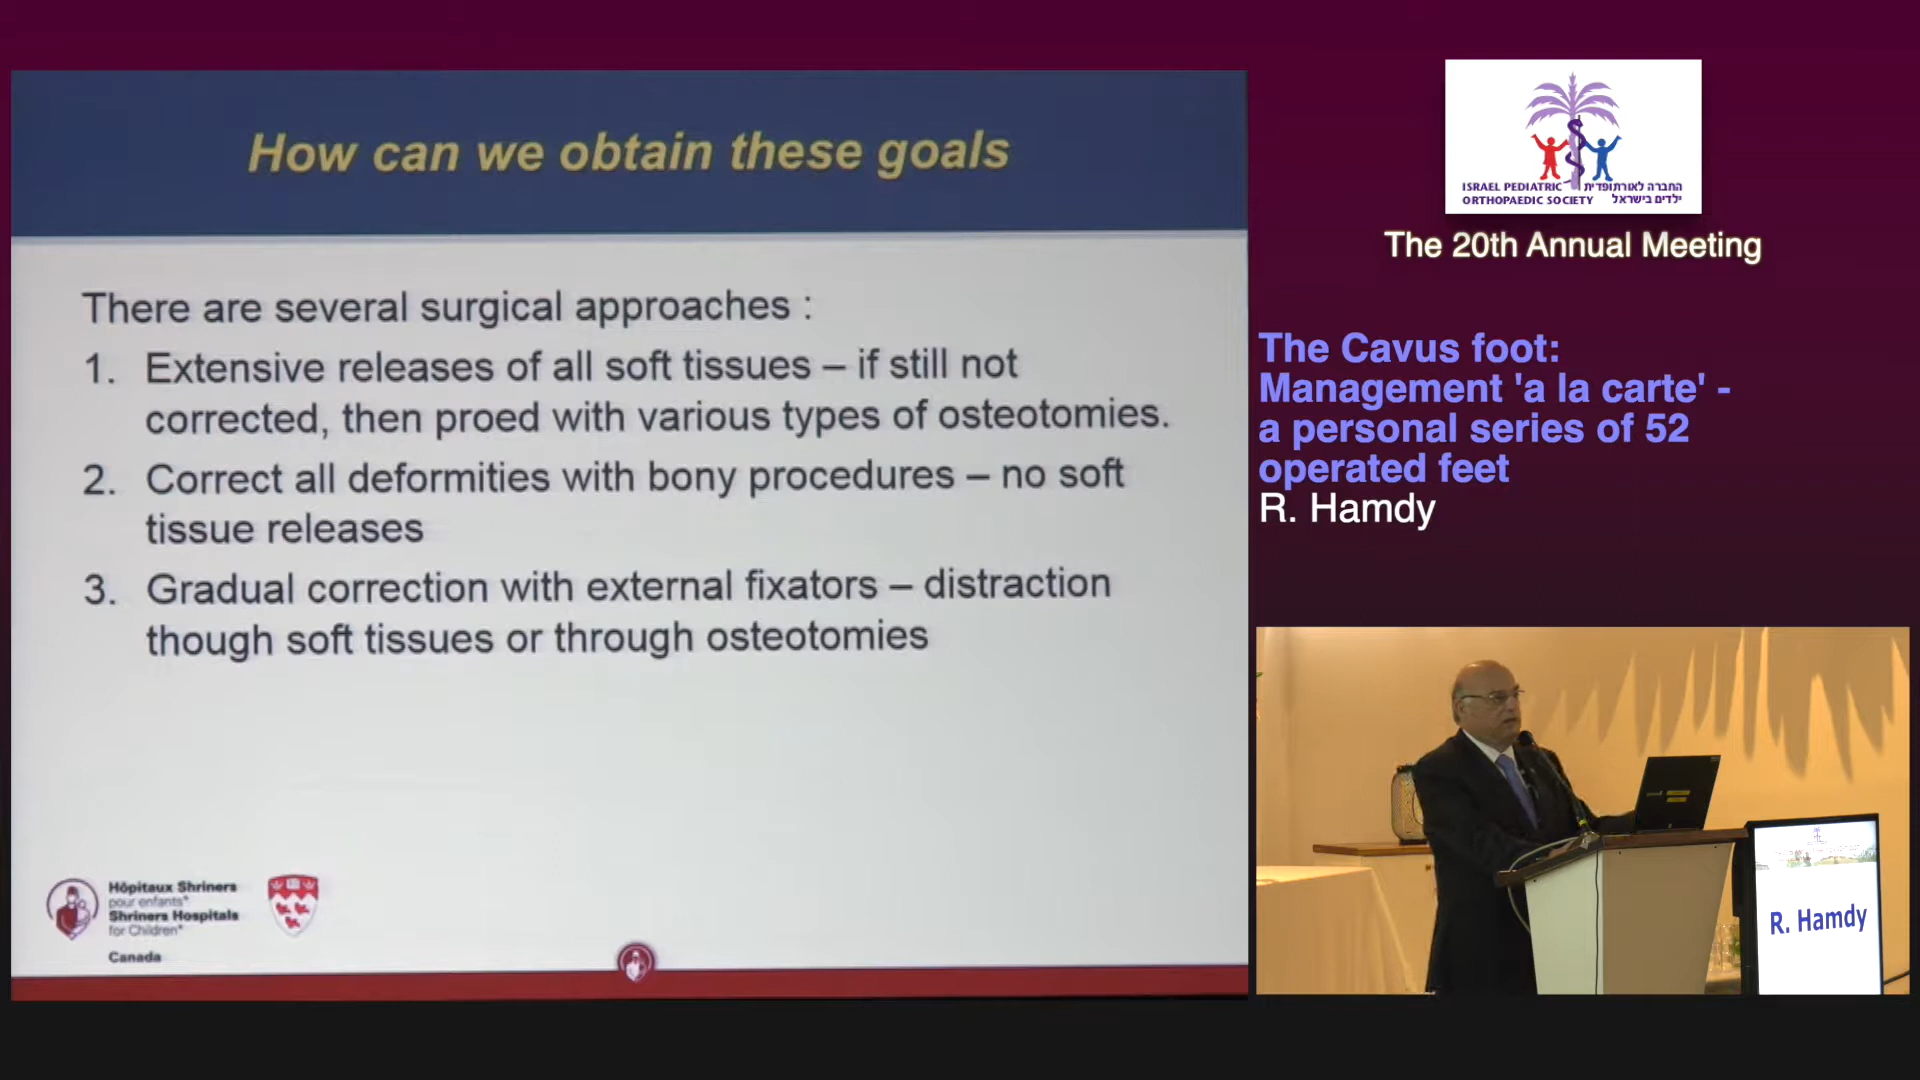 How can we obtain these goals
There are several surgical approaches :
1. Extensive releases of all soft tissues – if still not
corrected, then proed with various types of osteotomies.
2. Correct all deformities with bony procedures – no soft
tissue releases
3. Gradual correction with external fixators – distraction
though soft tissues or through osteotomies
Hôpitaux Shriners
pour enfants*
Shriners Hospitals
for Children*
Canada
ISRAEL PEDIATRIC החברה לאורתופדית
ORTHOPAEDIC SOCIETY ילדים בישראל
The 20th Annual Meeting
The Cavus foot:
Management 'a la carte' -
a personal series of 52
operated feet
R. Hamdy
R. Hamdy